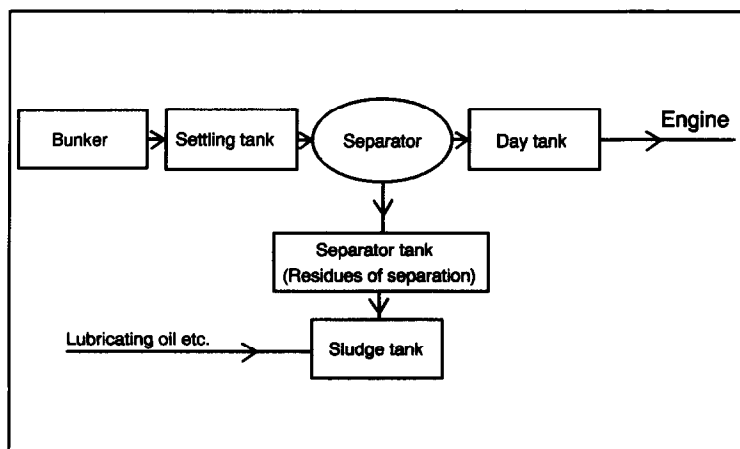 Engine
Bunker
Settling tank
Separator
Day tank
Separator tank
(Residues of separation)
Lubricating oil etc.
Sludge tank